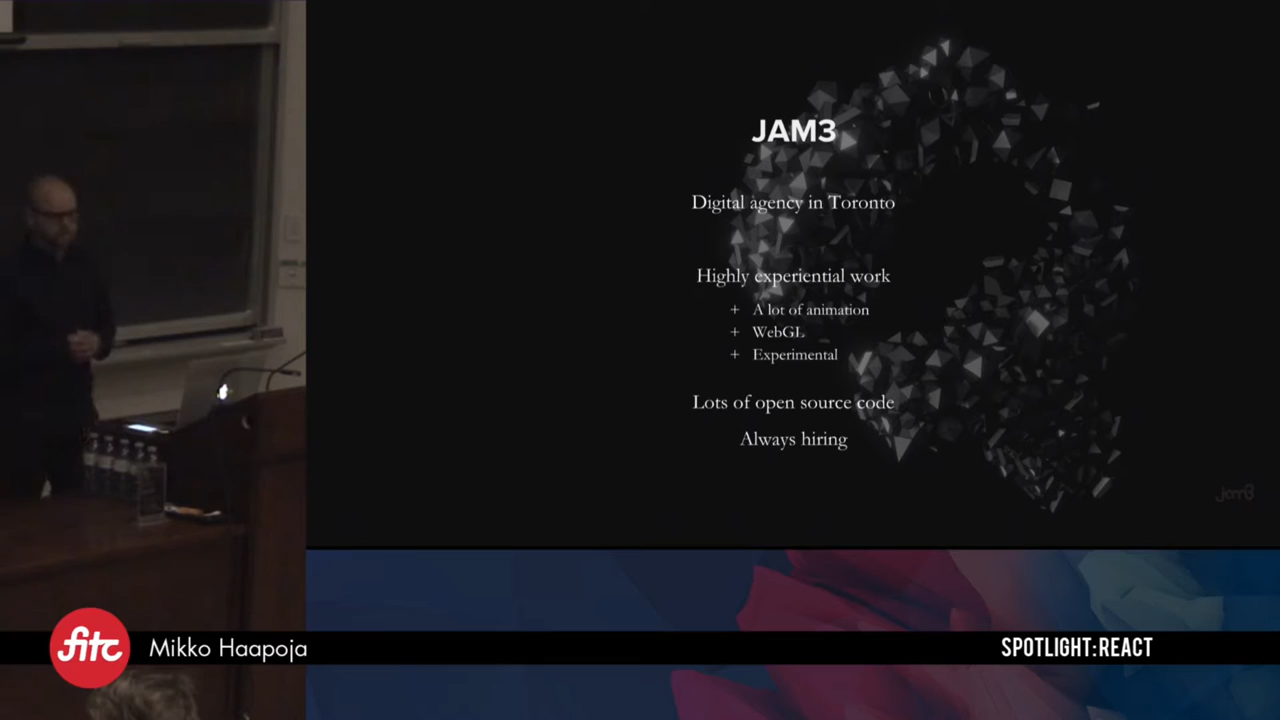 JAM3
Digital agency in Toronto
Highly experiential work
+ A lot of animation
+ WebGL
+ Experimental
Lots of open source code
Always hiring
jam3
fitc
Mikko Haapoja
SPOTLIGHT:REACT